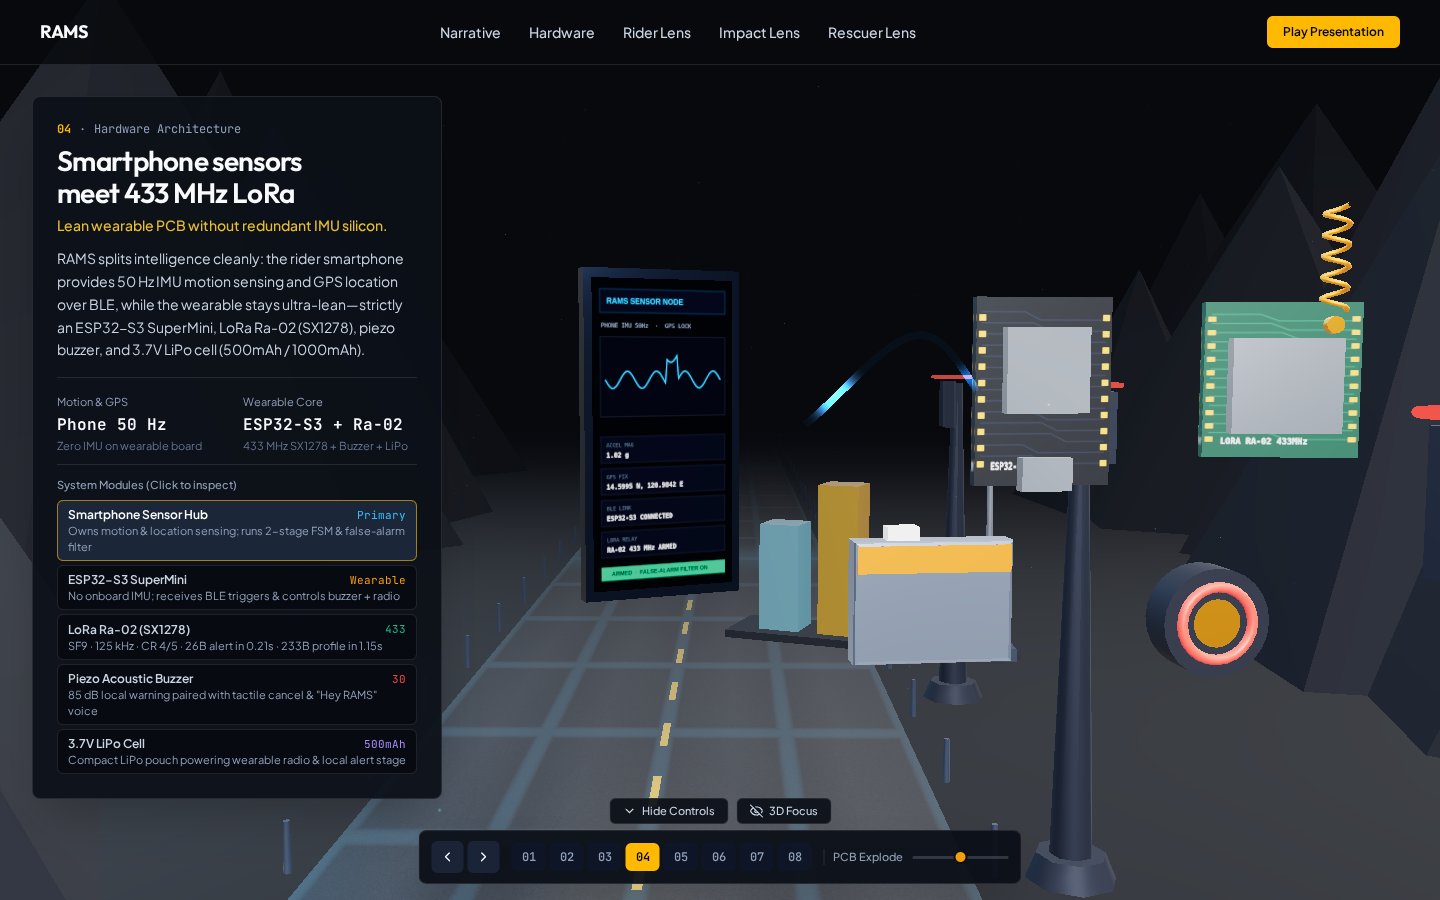 RAMS
Narrative
Hardware
Rider Lens
Impact Lens
Rescuer Lens
Play Presentation
04 · Hardware Architecture
Smartphone sensors
meet 433 MHz LoRa
Lean wearable PCB without redundant IMU silicon.
RAMS splits intelligence cleanly: the rider smartphone
provides 50 Hz IMU motion sensing and GPS location
over BLE, while the wearable stays ultra-lean—strictly
an ESP32-S3 SuperMini, LoRa Ra-02 (SX1278), piezo
buzzer, and 3.7V LiPo cell (500mAh / 1000mAh).
Motion & GPS
Phone 50 Hz
Zero IMU on wearable board
Wearable Core
ESP32-S3 + Ra-02
433 MHz SX1278 + Buzzer + LiPo
System Modules (Click to inspect)
Smartphone Sensor Hub
Primary
Owns motion & location sensing; runs 2-stage FSM & false-alarm
filter
ESP32-S3 SuperMini
Wearable
No onboard IMU; receives BLE triggers & controls buzzer + radio
LoRa Ra-02 (SX1278)
433
SF9 · 125 kHz · CR 4/5 · 26B alert in 0.21s · 233B profile in 1.15s
Piezo Acoustic Buzzer
30
85 dB local warning paired with tactile cancel & "Hey RAMS"
voice
3.7V LiPo Cell
500mAh
Compact LiPo pouch powering wearable radio & local alert stage
RAMS SENSOR NODE
PHONE IMU 50Hz · GPS LOCK
ACCEL MAG
1.02 g
GPS FIX
14.5995 N, 120.9842 E
BLE LINK
ESP32-S3 CONNECTED
LORA RELAY
RA-02 433 MHz ARMED
ARMED · FALSE-ALARM FILTER ON
ESP32-
LORA RA-02 433MHz
Hide Controls
3D Focus
01
02
03
04
05
06
07
08
PCB Explode